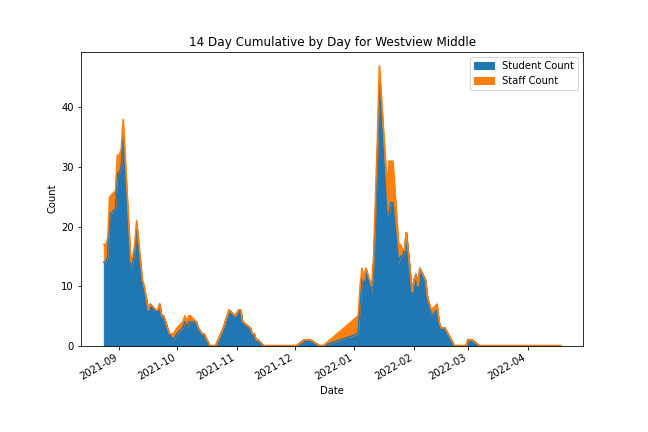 14 Day Cumulative by Day for Westview Middle
Student Count
Staff Count
Count
40
30
20
10
0
2021-09
2021-10
2021-11
2021-12
2022-01
2022-02
2022-03
2022-04
Date